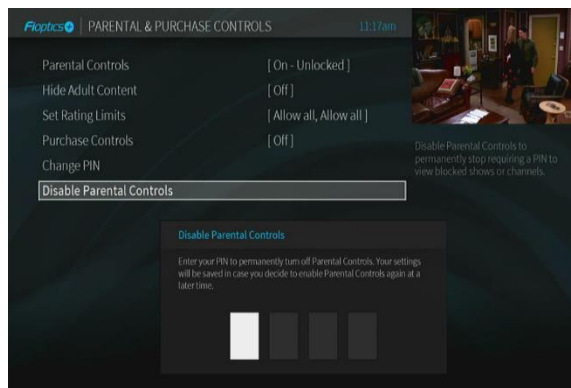 Fioptics+ | PARENTAL & PURCHASE CONTROLS 11:17am
Parental Controls [ On - Unlocked ]
Hide Adult Content [ Off ]
Set Rating Limits [ Allow all, Allow all ]
Purchase Controls [ Off ]
Change PIN
Disable Parental Controls
Disable Parental Controls to
permanently stop requiring a PIN to
view blocked shows or channels.
Disable Parental Controls
Enter your PIN to permanently turn off Parental Controls. Your settings
will be saved in case you decide to enable Parental Controls again at a
later time.